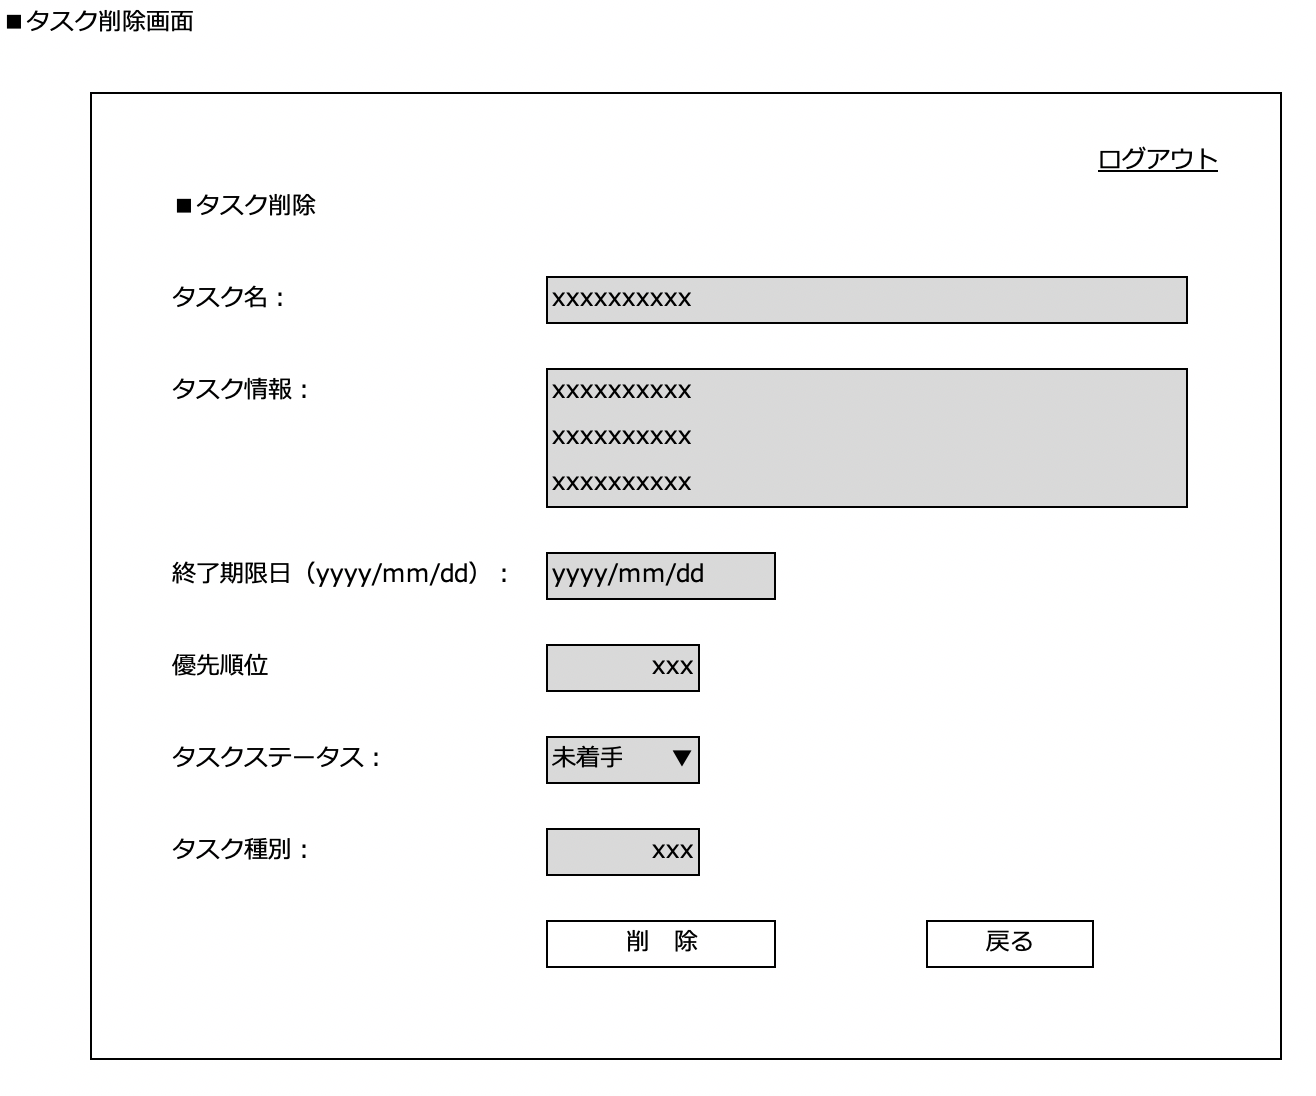 ■タスク削除画面
ログアウト
■タスク削除
タスク名： xxxxxxxxxx
タスク情報： xxxxxxxxxx
xxxxxxxxxx
xxxxxxxxxx
終了期限日（yyyy/mm/dd）： yyyy/mm/dd
優先順位 xxx
タスクステータス： 未着手 ▼
タスク種別： xxx
削　除 戻る